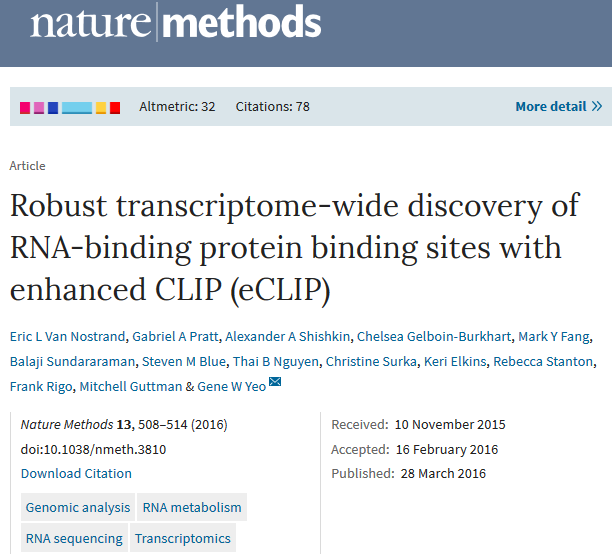 nature methods
Altmetric: 32 Citations: 78 More detail »
Article
Robust transcriptome-wide discovery of
RNA-binding protein binding sites with
enhanced CLIP (eCLIP)
Eric L Van Nostrand, Gabriel A Pratt, Alexander A Shishkin, Chelsea Gelboin-Burkhart, Mark Y Fang,
Balaji Sundararaman, Steven M Blue, Thai B Nguyen, Christine Surka, Keri Elkins, Rebecca Stanton,
Frank Rigo, Mitchell Guttman & Gene W Yeo
Nature Methods 13, 508–514 (2016)
doi:10.1038/nmeth.3810
Download Citation
Genomic analysis RNA metabolism
RNA sequencing Transcriptomics
Received: 10 November 2015
Accepted: 16 February 2016
Published: 28 March 2016